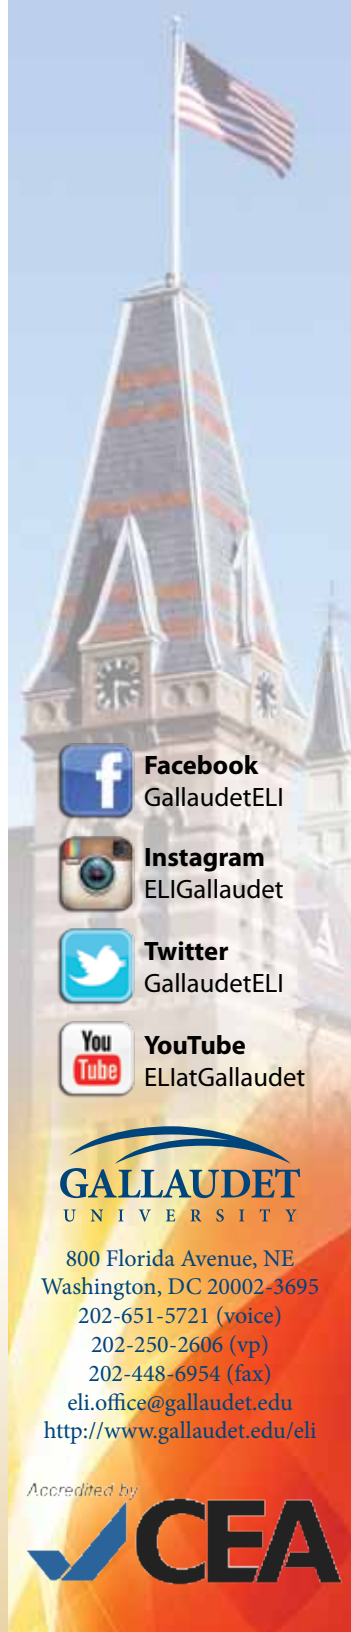 Facebook
GallaudetELI
Instagram
ELIGallaudet
Twitter
GallaudetELI
You
Tube
YouTube
ELIatGallaudet
GALLAUDET
UNIVERSITY
800 Florida Avenue, NE
Washington, DC 20002-3695
202-651-5721 (voice)
202-250-2606 (vp)
202-448-6954 (fax)
eli.office@gallaudet.edu
http://www.gallaudet.edu/eli
Accredited by
CEA